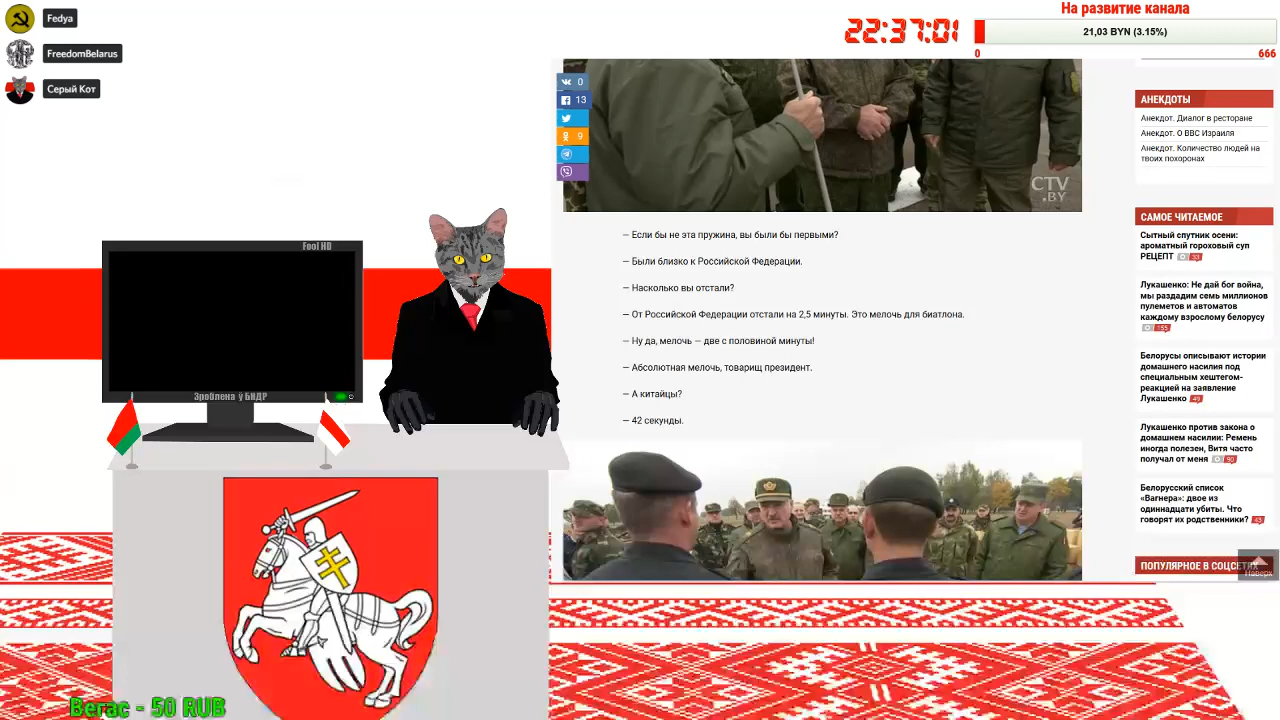 Fedya
FreedomBelarus
Серый Кот
22:37:01
На развитие канала
21,03 BYN (3.15%)
0
666
0
13
9
CTV
.BY
— Если бы не эта пружина, вы были бы первыми?
— Были близко к Российской Федерации.
— Насколько вы отстали?
— От Российской Федерации отстали на 2,5 минуты. Это мелочь для биатлона.
— Ну да, мелочь — две с половиной минуты!
— Абсолютная мелочь, товарищ президент.
— А китайцы?
— 42 секунды.
АНЕКДОТЫ
Анекдот. Диалог в ресторане
Анекдот. О ВВС Израиля
Анекдот. Количество людей на
твоих похоронах
САМОЕ ЧИТАЕМОЕ
Сытный спутник осени:
ароматный гороховый суп
РЕЦЕПТ 33
Лукашенко: Не дай бог война,
мы раздадим семь миллионов
пулеметов и автоматов
каждому взрослому белорусу
155
Белорусы описывают истории
домашнего насилия под
специальным хештегом-
реакцией на заявление
Лукашенко 49
Лукашенко против закона о
домашнем насилии: Ремень
иногда полезен, Витя часто
получал от меня 90
Белорусский список
«Вагнера»: двое из
одиннадцати убиты. Что
говорят их родственники? 45
ПОПУЛЯРНОЕ В СОЦСЕТЯХ
Наверх
Fool HD
Зроблена ў БНДР
Вегас - 50 RUB